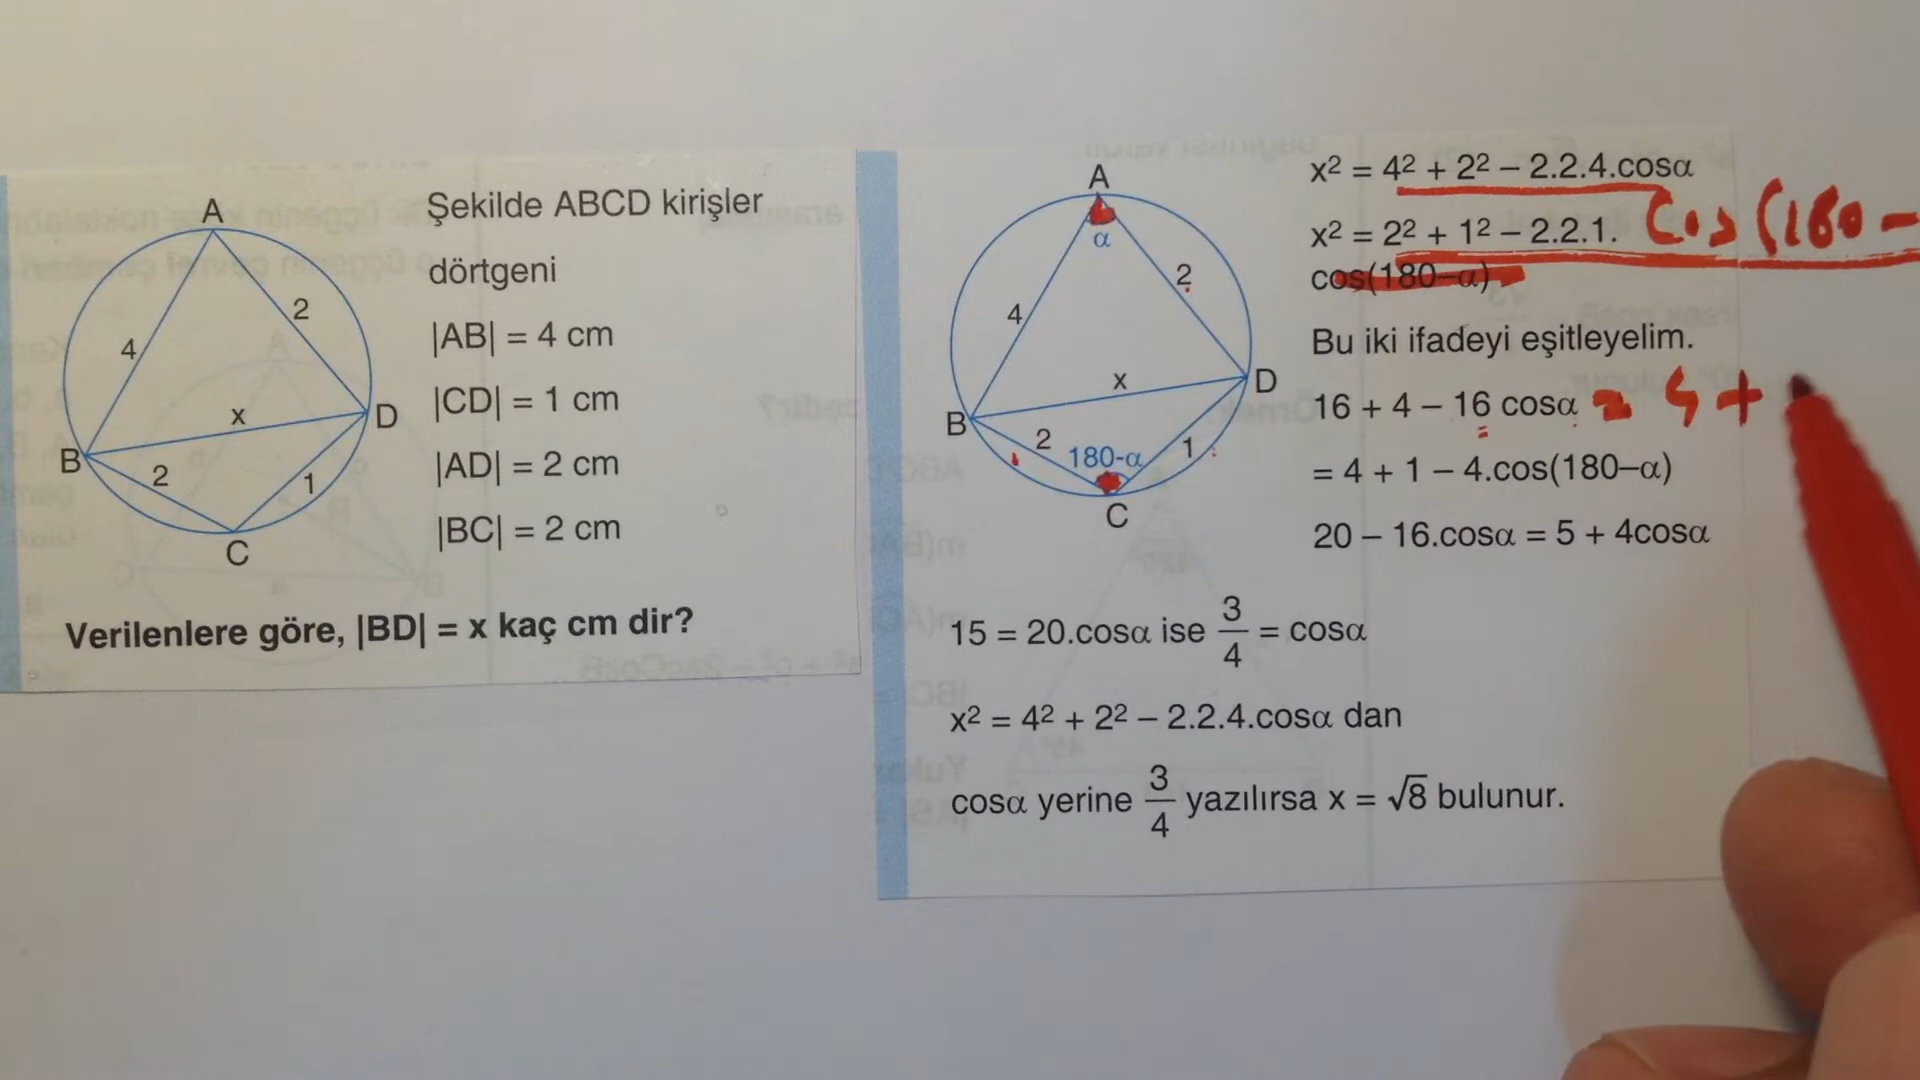 A
2
4
x
D
B
2
1
C
Şekilde ABCD kirişler
dörtgeni
|AB| = 4 cm
|CD| = 1 cm
|AD| = 2 cm
|BC| = 2 cm
Verilenlere göre, |BD| = x kaç cm dir?
A
α
2
4
x
D
B
2
180-α
1
C
x² = 4² + 2² – 2.2.4.cosα
x² = 2² + 1² – 2.2.1. Cos(180-
cos(180–α)
Bu iki ifadeyi eşitleyelim.
16 + 4 – 16 cosα = 4 +
= 4 + 1 – 4.cos(180–α)
20 – 16.cosα = 5 + 4cosα
15 = 20.cosα ise 3/4 = cosα
x² = 4² + 2² – 2.2.4.cosα dan
cosα yerine 3/4 yazılırsa x = √8 bulunur.